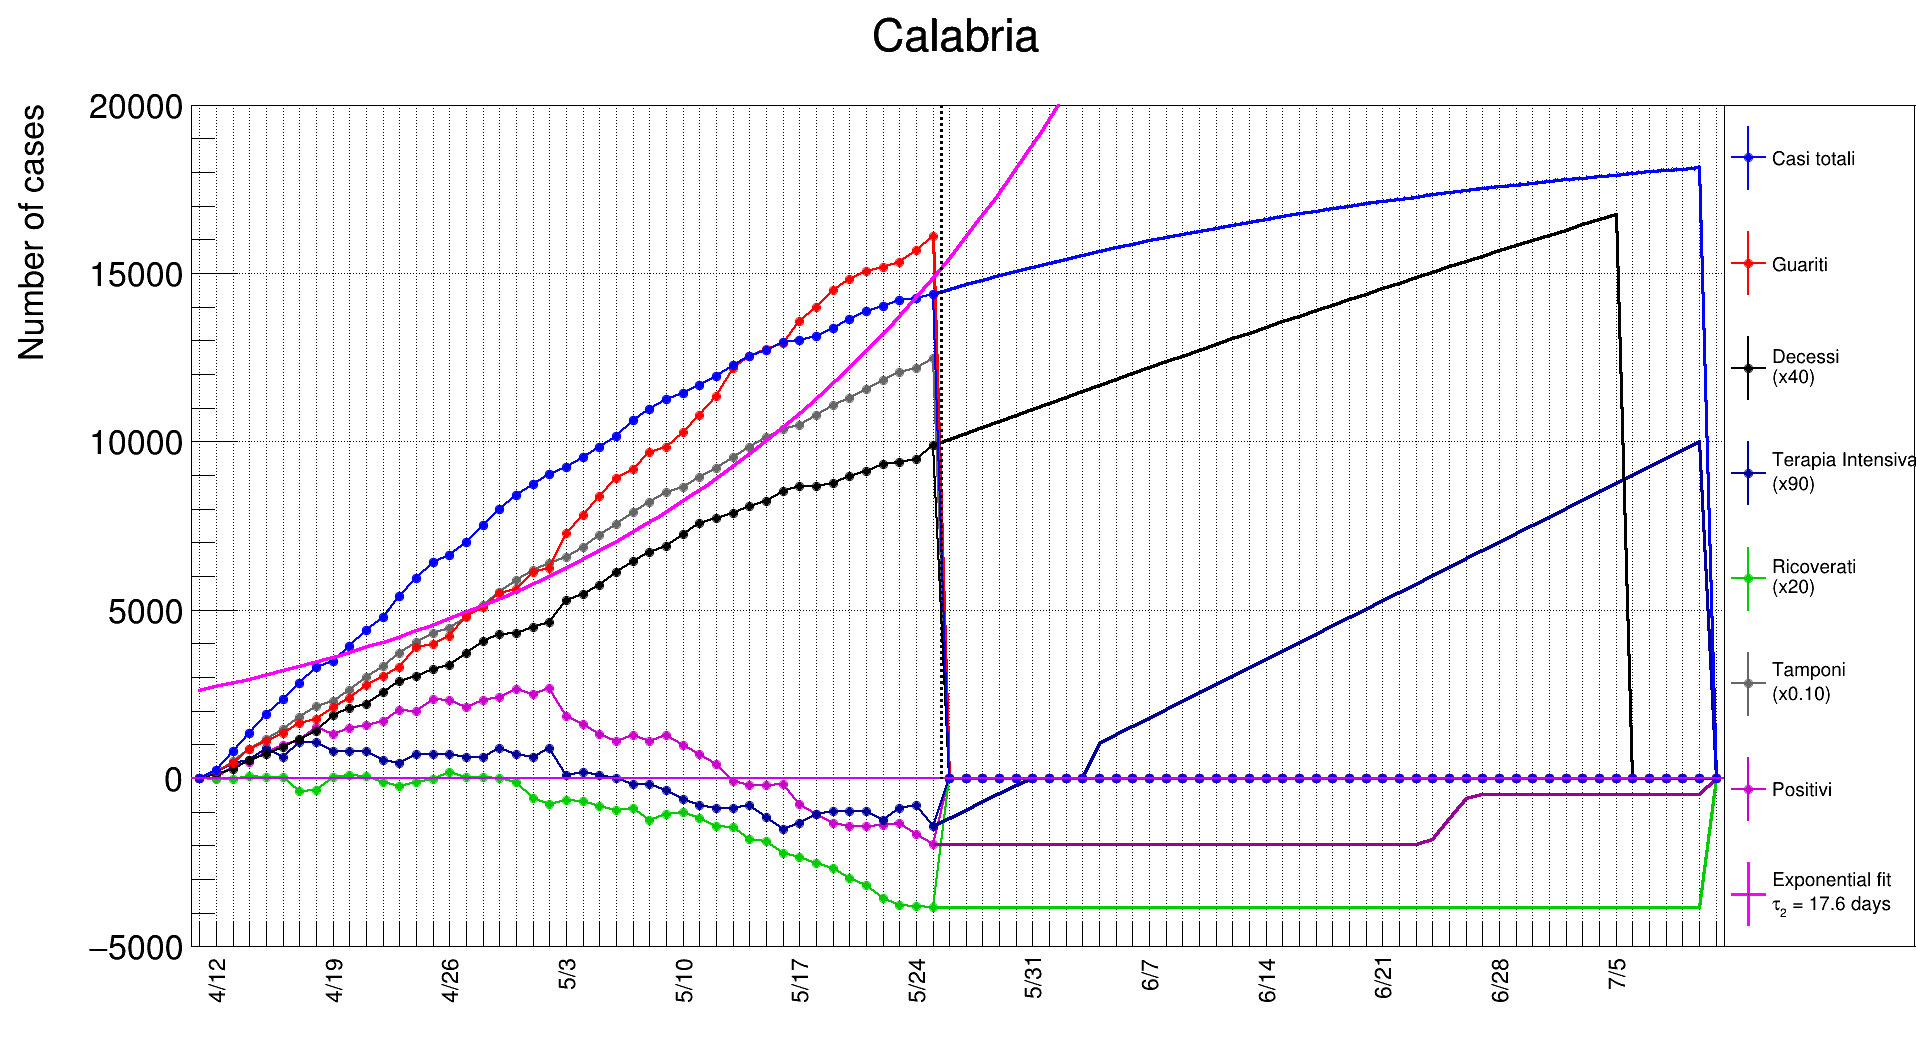 Calabria
Number of cases
20000
15000
10000
5000
0
−5000
4/12
4/19
4/26
5/3
5/10
5/17
5/24
5/31
6/7
6/14
6/21
6/28
7/5
Casi totali
Guariti
Decessi
(x40)
Terapia Intensiva
(x90)
Ricoverati
(x20)
Tamponi
(x0.10)
Positivi
Exponential fit
τ2 = 17.6 days